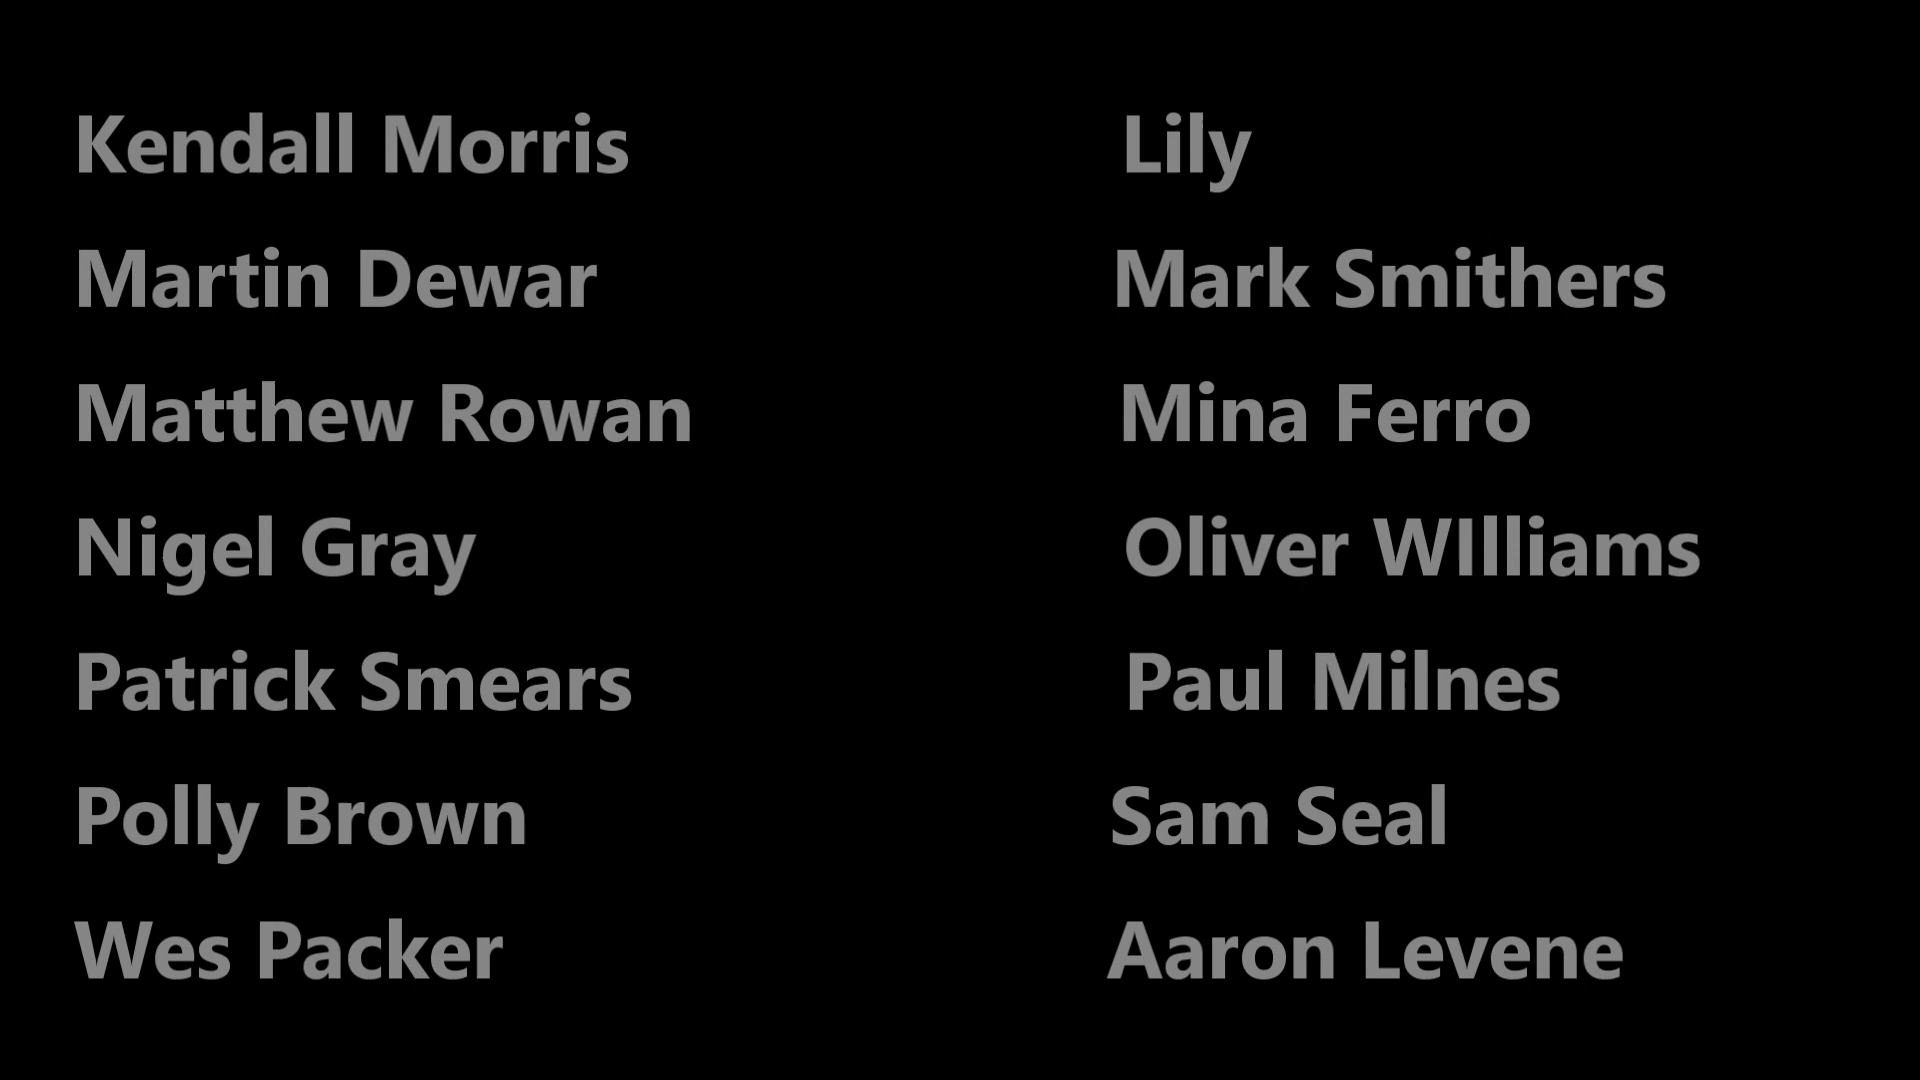 Kendall Morris
Martin Dewar
Matthew Rowan
Nigel Gray
Patrick Smears
Polly Brown
Wes Packer
Lily
Mark Smithers
Mina Ferro
Oliver WIlliams
Paul Milnes
Sam Seal
Aaron Levene